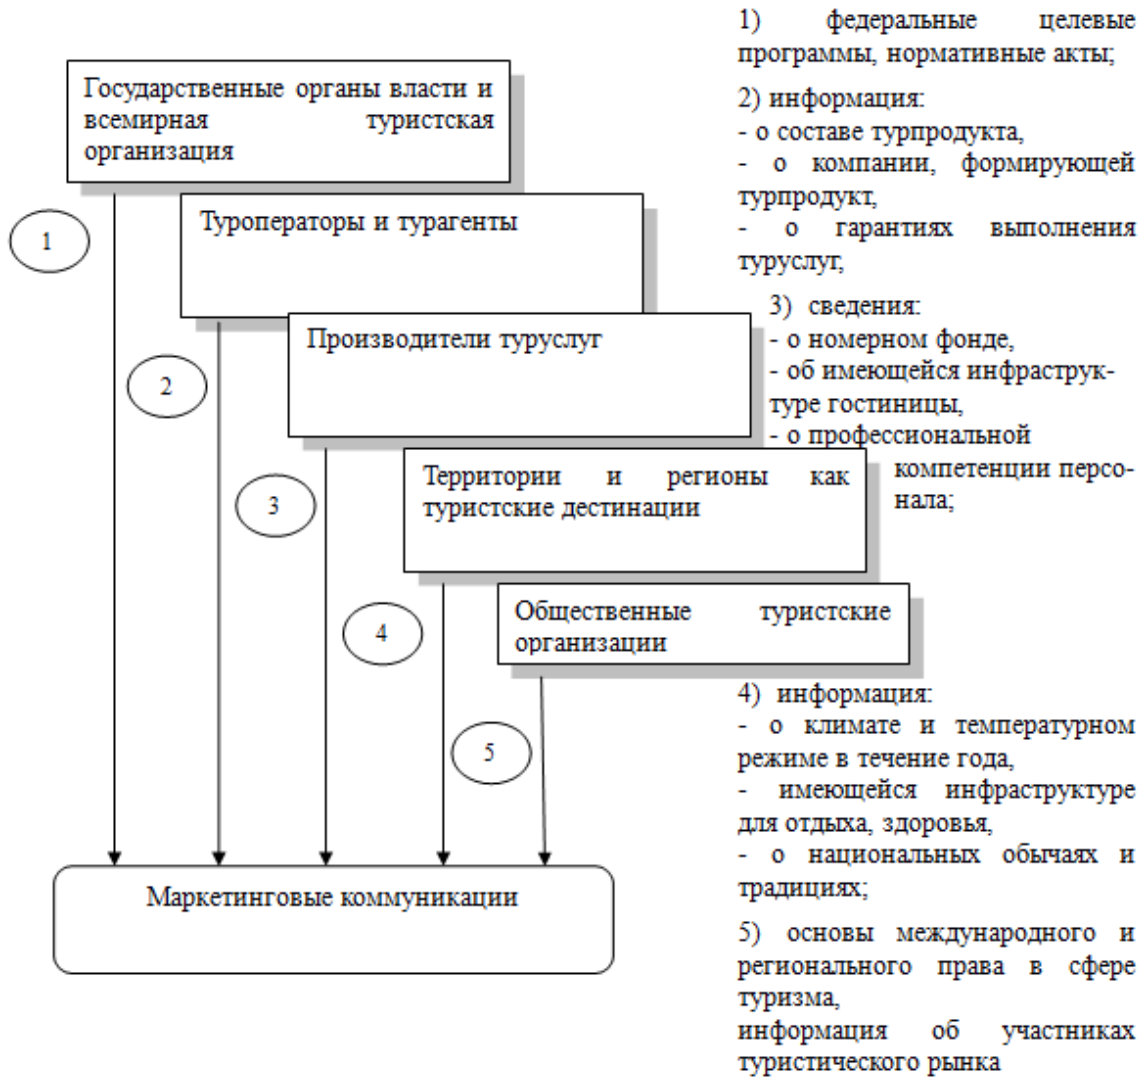 Государственные органы власти и
всемирная туристская
организация
1
Туроператоры и турагенты
2
Производители туруслуг
3
Территории и регионы как
туристские дестинации
4
Общественные туристские
организации
5
Маркетинговые коммуникации
1) федеральные целевые
программы, нормативные акты;
2) информация:
- о составе турпродукта,
- о компании, формирующей
турпродукт,
- о гарантиях выполнения
туруслуг,
3) сведения:
- о номерном фонде,
- об имеющейся инфраструк-
туре гостиницы,
- о профессиональной
компетенции персо-
нала;
4) информация:
- о климате и температурном
режиме в течение года,
- имеющейся инфраструктуре
для отдыха, здоровья,
- о национальных обычаях и
традициях;
5) основы международного и
регионального права в сфере
туризма,
информация об участниках
туристического рынка